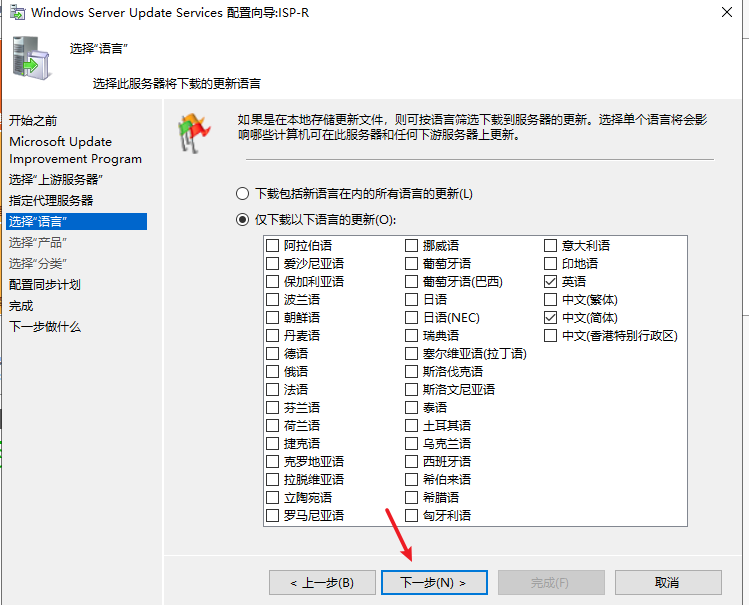 Windows Server Update Services 配置向导:ISP-R
选择“语言”
选择此服务器将下载的更新语言
开始之前
Microsoft Update
Improvement Program
选择“上游服务器”
指定代理服务器
选择“语言”
选择“产品”
选择“分类”
配置同步计划
完成
下一步做什么
如果是在本地存储更新文件，则可按语言筛选下载到服务器的更新。选择单个语言将会影
响哪些计算机可在此服务器和任何下游服务器上更新。
下载包括新语言在内的所有语言的更新(L)
仅下载以下语言的更新(O):
阿拉伯语
爱沙尼亚语
保加利亚语
波兰语
朝鲜语
丹麦语
德语
俄语
法语
芬兰语
荷兰语
捷克语
克罗地亚语
拉脱维亚语
立陶宛语
罗马尼亚语
挪威语
葡萄牙语
葡萄牙语(巴西)
日语
日语(NEC)
瑞典语
塞尔维亚语(拉丁语)
斯洛伐克语
斯洛文尼亚语
泰语
土耳其语
乌克兰语
西班牙语
希伯来语
希腊语
匈牙利语
意大利语
印地语
英语
中文(繁体)
中文(简体)
中文(香港特别行政区)
< 上一步(B)
下一步(N) >
完成(F)
取消